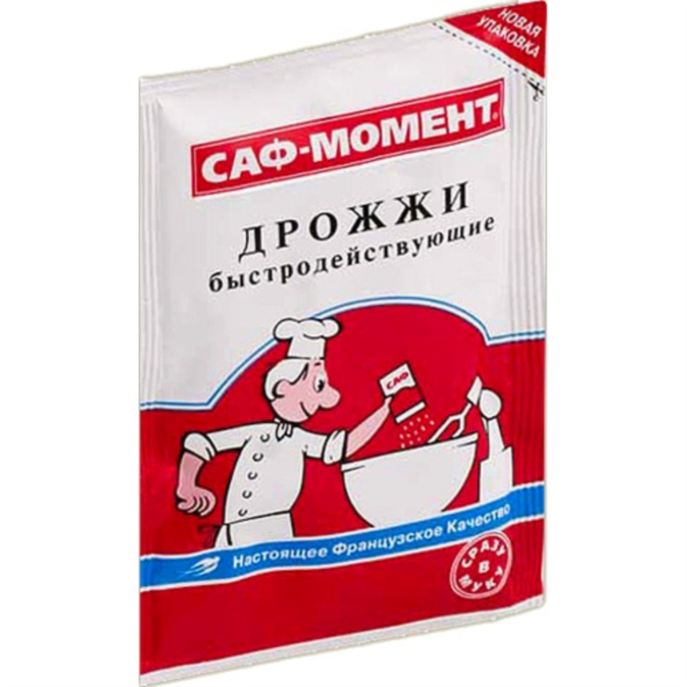 НОВАЯ
УПАКОВКА
САФ-МОМЕНТ®
ДРОЖЖИ
быстродействующие
САФ
Настоящее Французское Качество
СРАЗУ
В
МУКУ